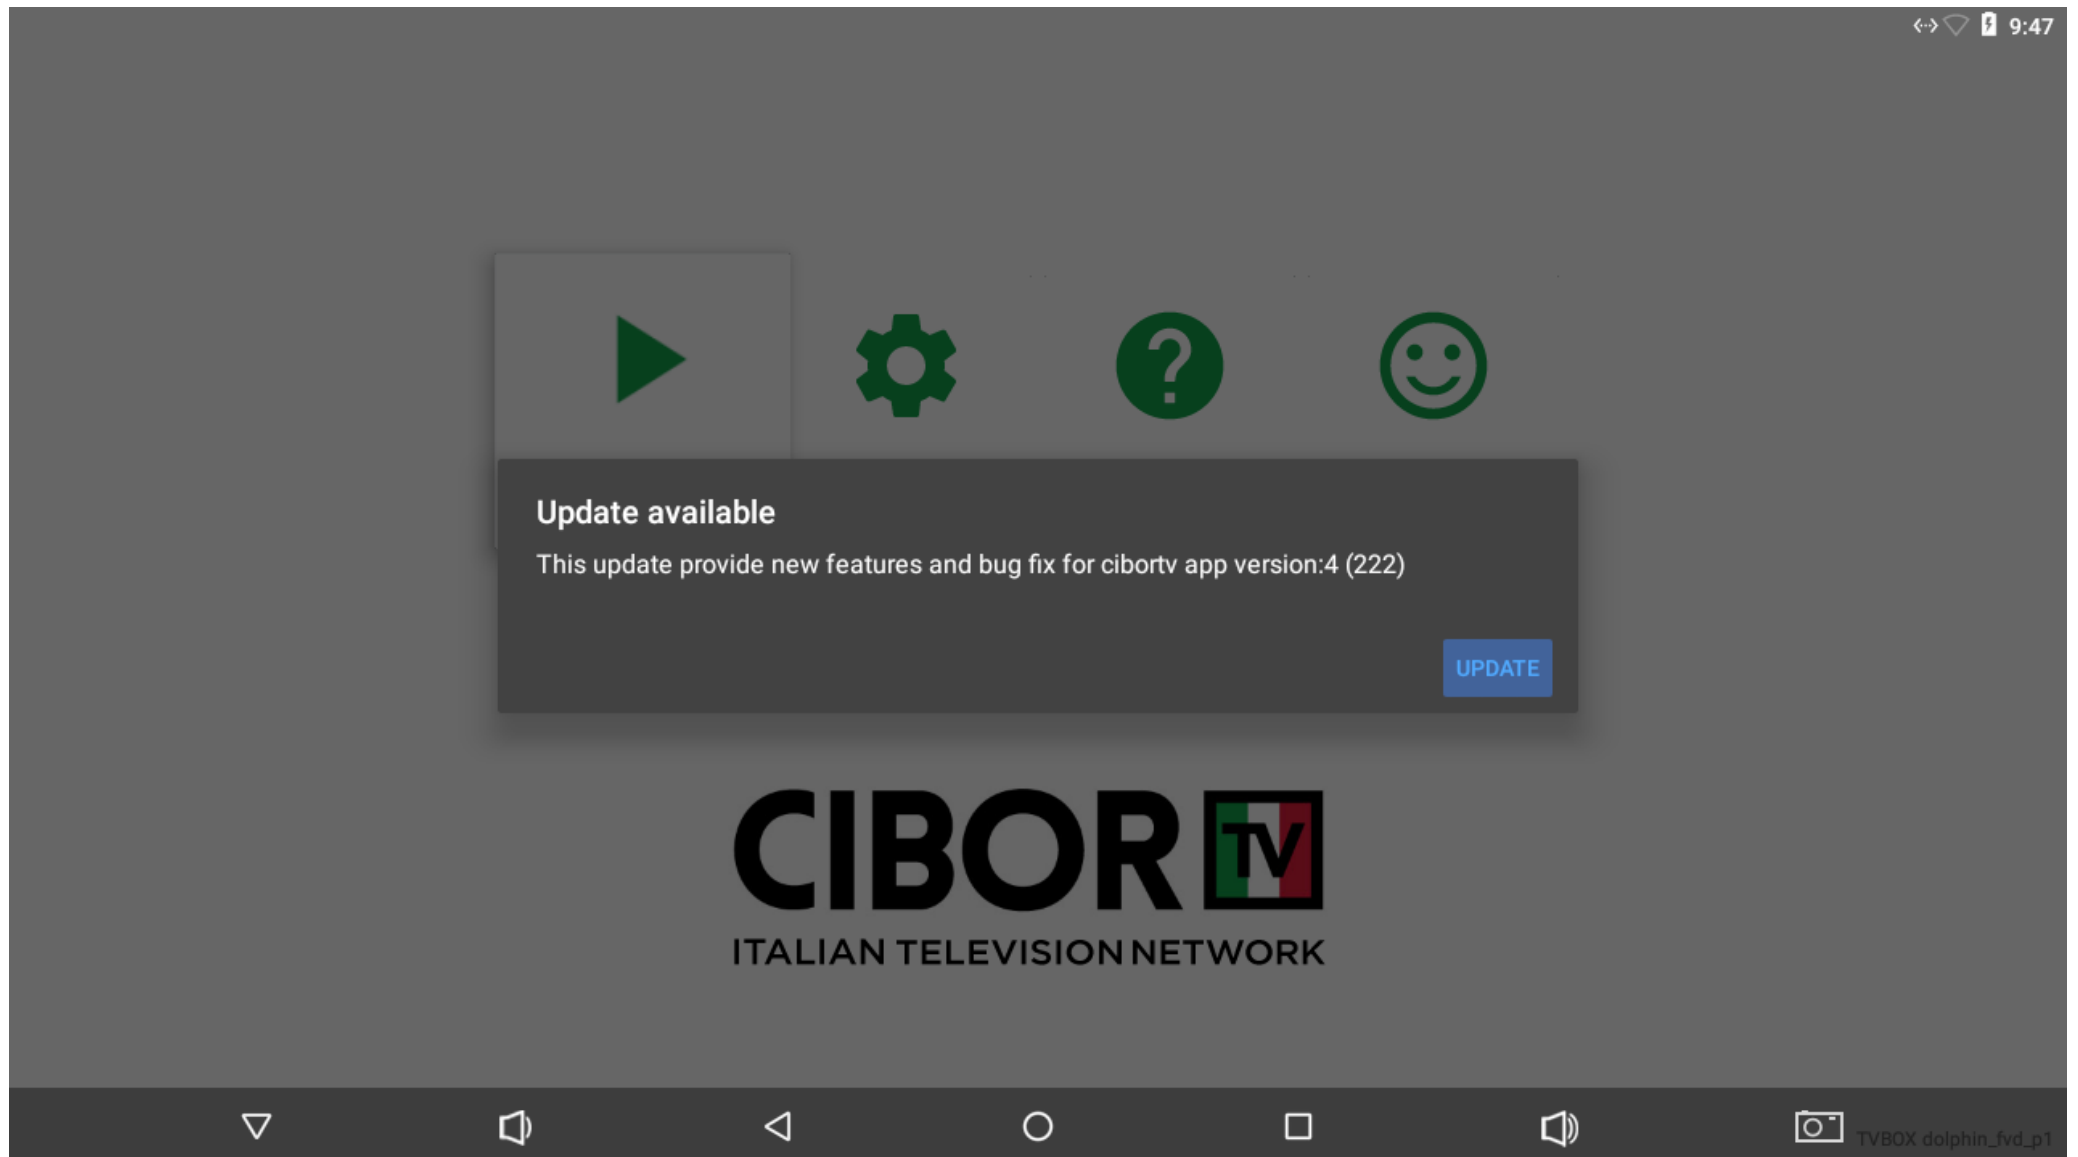 9:47
Update available
This update provide new features and bug fix for cibortv app version:4 (222)
UPDATE
CIBOR TV
ITALIAN TELEVISION NETWORK
TVBOX dolphin_fvd_p1